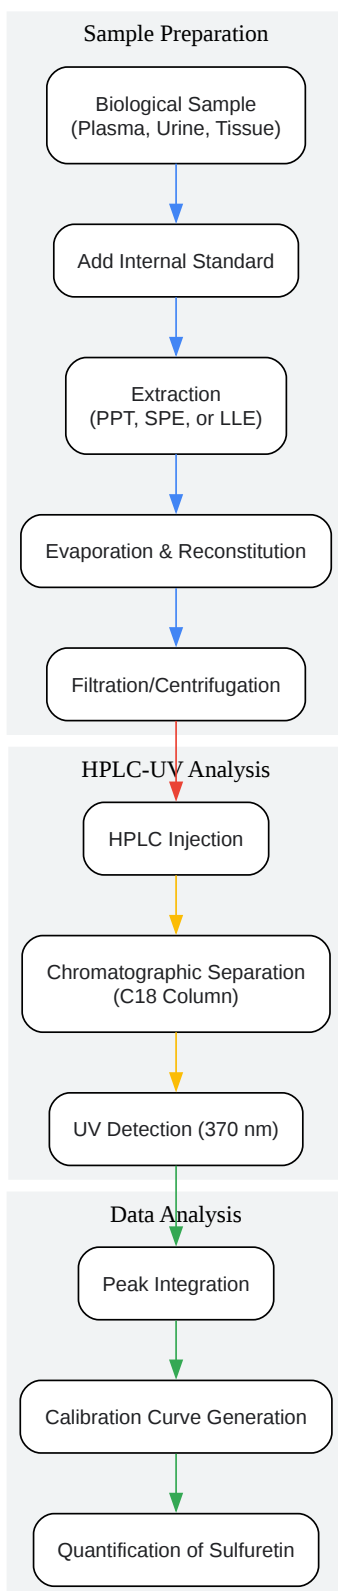 Sample Preparation
Biological Sample
(Plasma, Urine, Tissue)
Add Internal Standard
Extraction
(PPT, SPE, or LLE)
Evaporation & Reconstitution
Filtration/Centrifugation
HPLC-UV Analysis
HPLC Injection
Chromatographic Separation
(C18 Column)
UV Detection (370 nm)
Data Analysis
Peak Integration
Calibration Curve Generation
Quantification of Sulfuretin